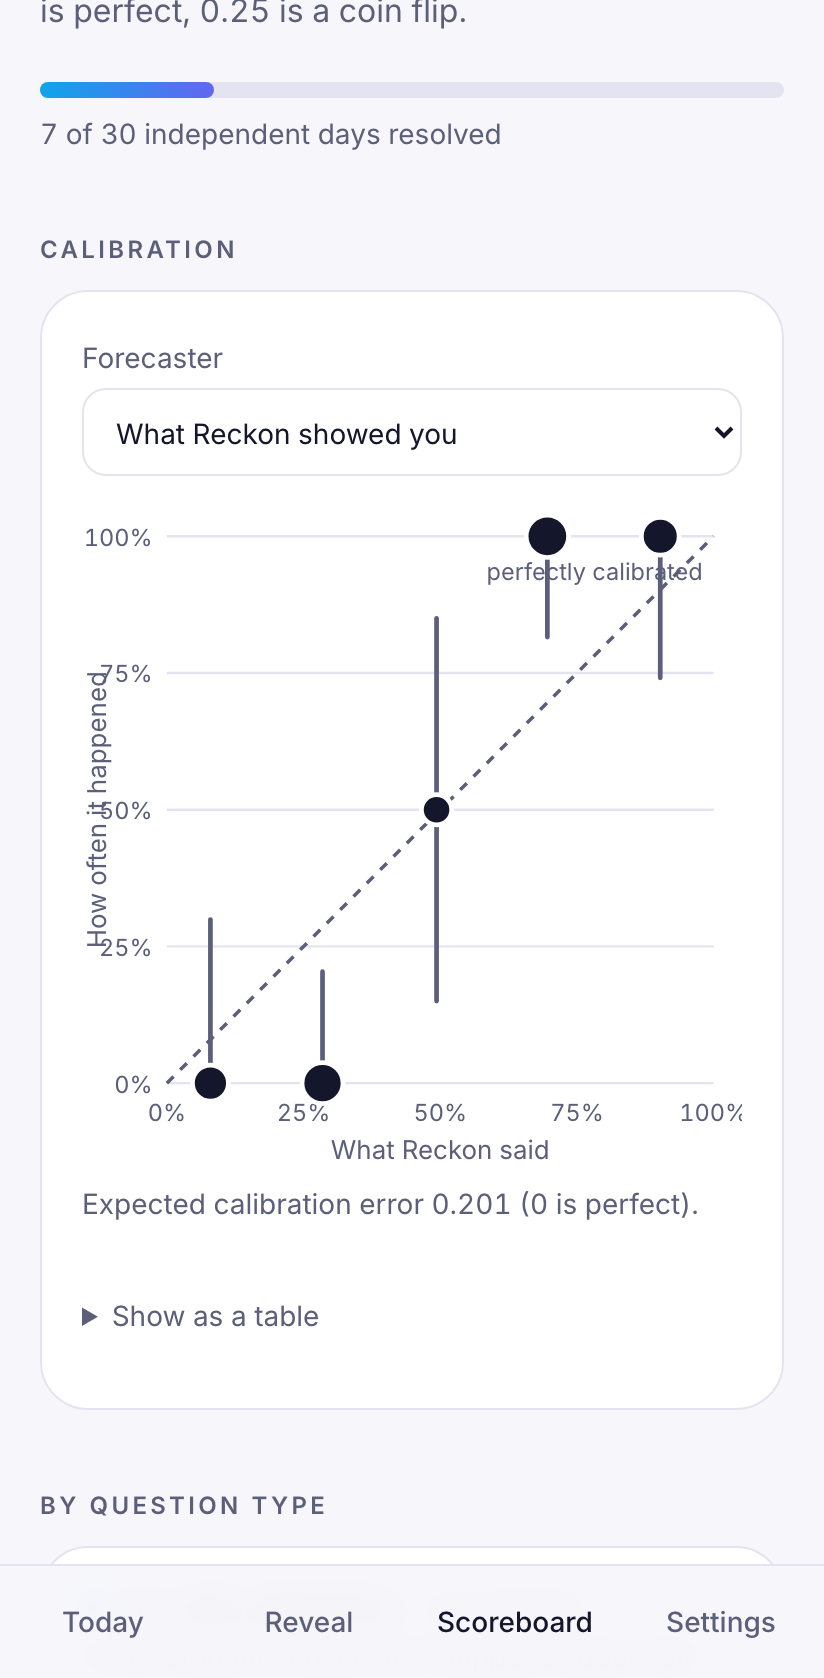 is perfect, 0.25 is a coin flip.
7 of 30 independent days resolved
CALIBRATION
Forecaster
What Reckon showed you
100%
perfectly calibrated
75%
How often it happened
50%
25%
0%
0% 25% 50% 75% 100%
What Reckon said
Expected calibration error 0.201 (0 is perfect).
Show as a table
BY QUESTION TYPE
Today Reveal Scoreboard Settings